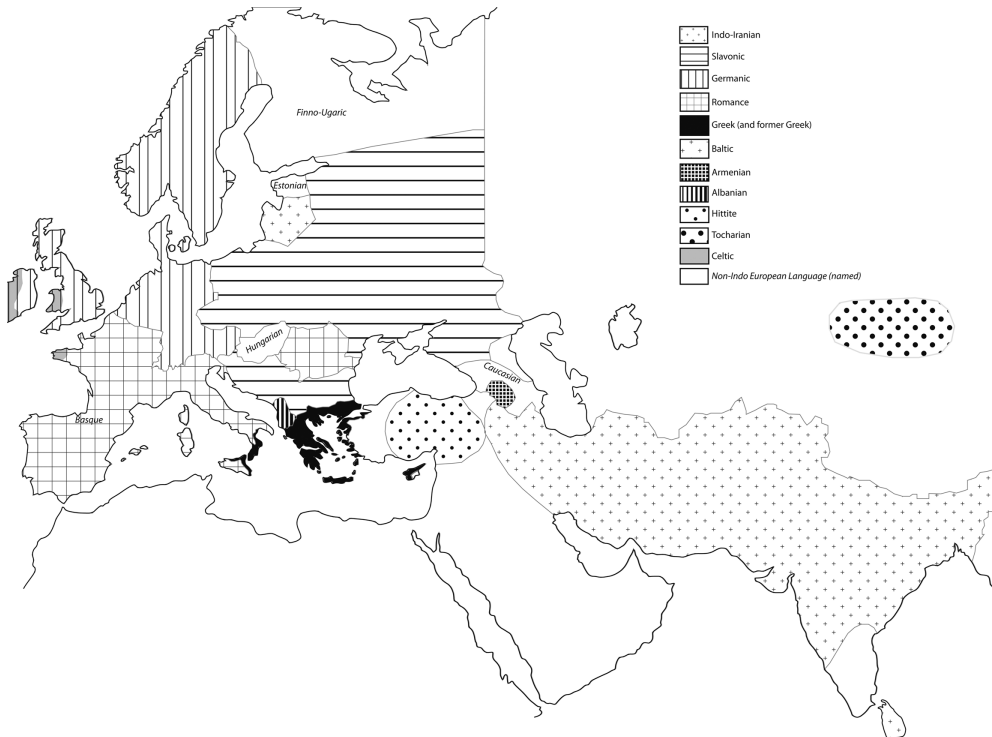 Indo-Iranian
Slavonic
Germanic
Romance
Greek (and former Greek)
Baltic
Armenian
Albanian
Hittite
Tocharian
Celtic
Non-Indo European Language (named)
Finno-Ugaric
Estonian
Hungarian
Caucasian
Basque